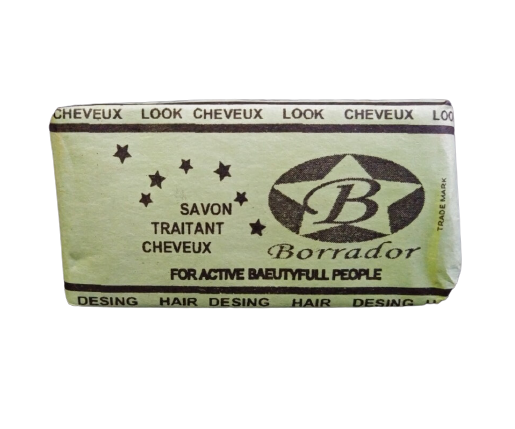 CHEVEUX LOOK CHEVEUX LOOK CHEVEUX LOO
SAVON
TRAITANT
CHEVEUX
B
Borrador
TRADE MARK
FOR ACTIVE BAEUTYFULL PEOPLE
DESING HAIR DESING HAIR DESING H